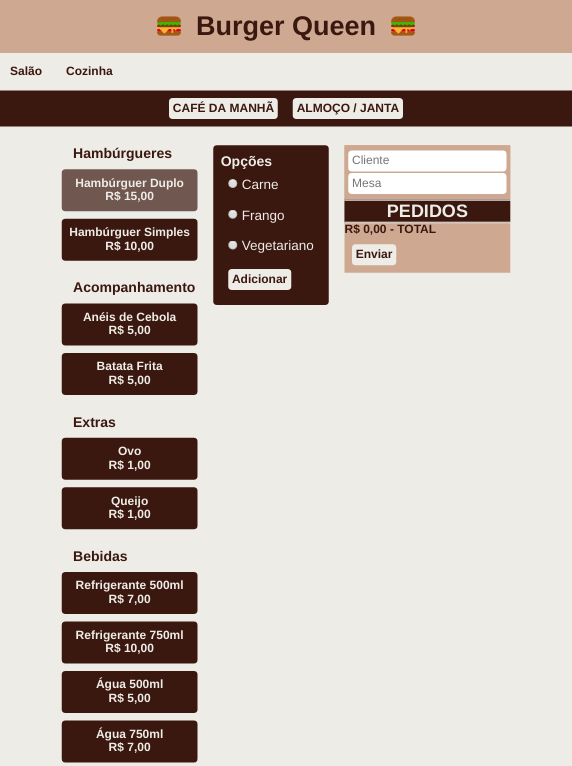 Burger Queen
Salão Cozinha
CAFÉ DA MANHÃ ALMOÇO / JANTA
Hambúrgueres
Hambúrguer Duplo
R$ 15,00
Hambúrguer Simples
R$ 10,00
Acompanhamento
Anéis de Cebola
R$ 5,00
Batata Frita
R$ 5,00
Extras
Ovo
R$ 1,00
Queijo
R$ 1,00
Bebidas
Refrigerante 500ml
R$ 7,00
Refrigerante 750ml
R$ 10,00
Água 500ml
R$ 5,00
Água 750ml
R$ 7,00
Opções
Carne
Frango
Vegetariano
Adicionar
Cliente
Mesa
PEDIDOS
R$ 0,00 - TOTAL
Enviar